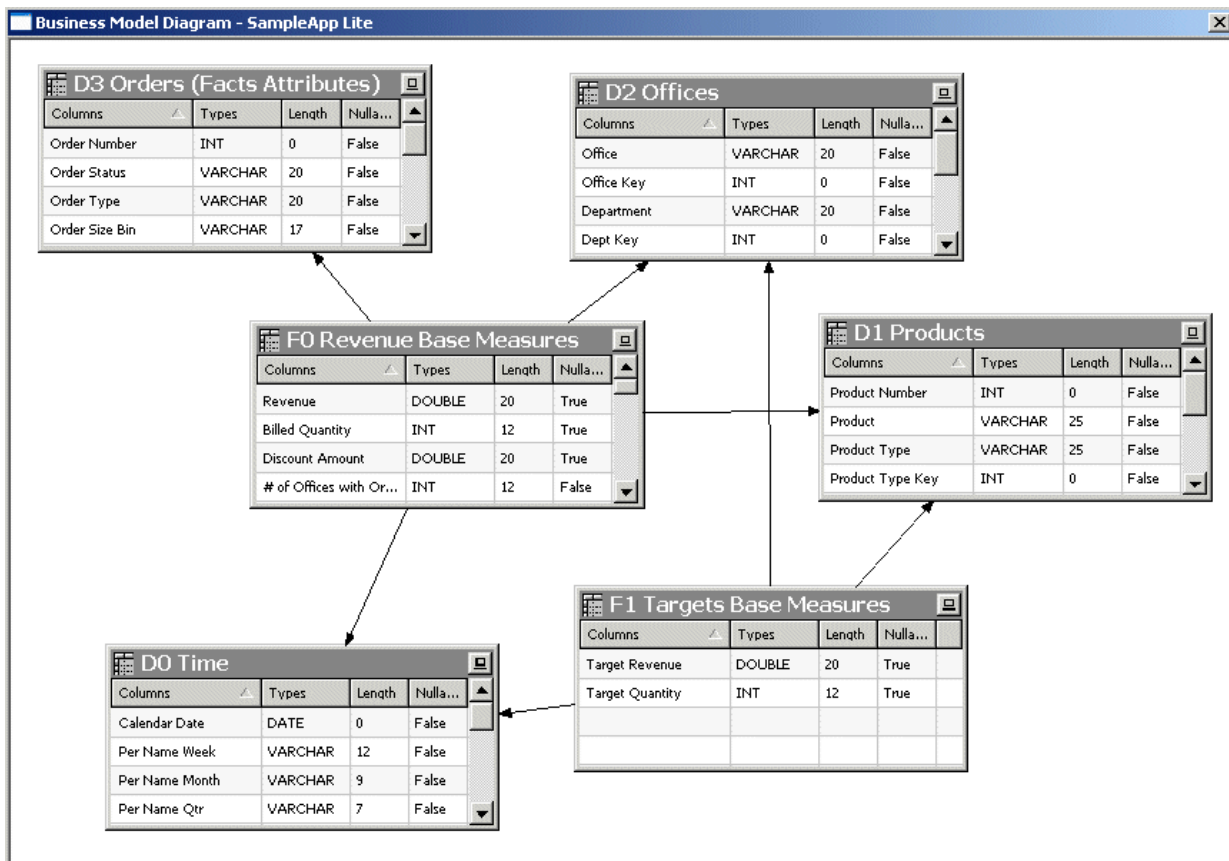 Business Model Diagram - SampleApp Lite
D3 Orders (Facts Attributes)
Columns Types Length Nulla...
Order Number INT 0 False
Order Status VARCHAR 20 False
Order Type VARCHAR 20 False
Order Size Bin VARCHAR 17 False
D2 Offices
Columns Types Length Nulla...
Office VARCHAR 20 False
Office Key INT 0 False
Department VARCHAR 20 False
Dept Key INT 0 False
F0 Revenue Base Measures
Columns Types Length Nulla...
Revenue DOUBLE 20 True
Billed Quantity INT 12 True
Discount Amount DOUBLE 20 True
# of Offices with Or... INT 12 False
D1 Products
Columns Types Length Nulla...
Product Number INT 0 False
Product VARCHAR 25 False
Product Type VARCHAR 25 False
Product Type Key INT 0 False
F1 Targets Base Measures
Columns Types Length Nulla...
Target Revenue DOUBLE 20 True
Target Quantity INT 12 True
D0 Time
Columns Types Length Nulla...
Calendar Date DATE 0 False
Per Name Week VARCHAR 12 False
Per Name Month VARCHAR 9 False
Per Name Qtr VARCHAR 7 False